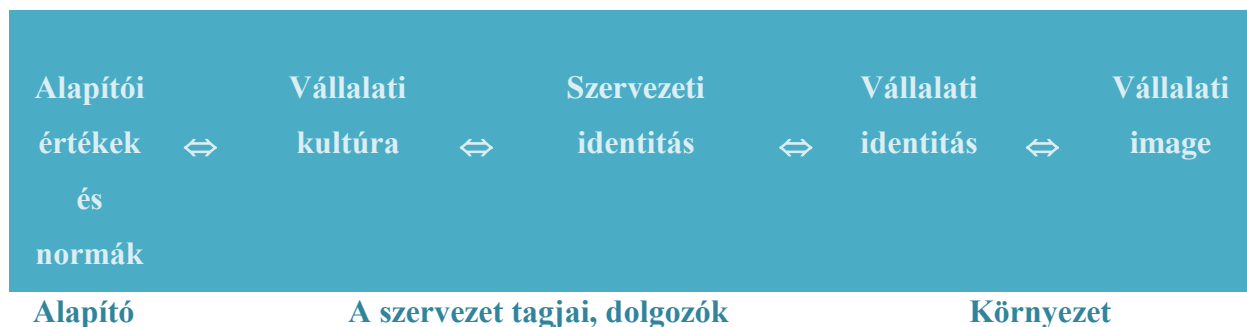 Alapítói Vállalati Szervezeti Vállalati Vállalati
értékek ⇔ kultúra ⇔ identitás ⇔ identitás ⇔ image
és
normák
Alapító A szervezet tagjai, dolgozók Környezet